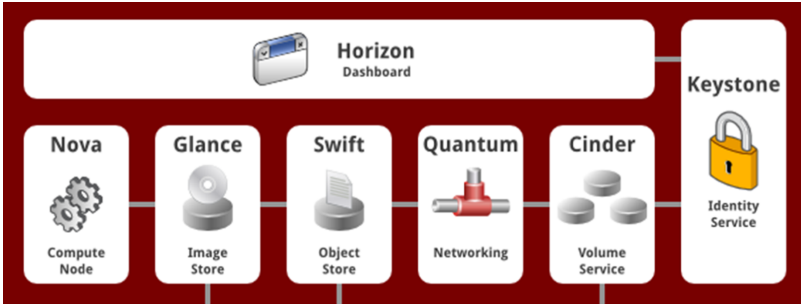 Horizon
Dashboard
Keystone
Identity
Service
Nova
Compute
Node
Glance
Image
Store
Swift
Object
Store
Quantum
Networking
Cinder
Volume
Service